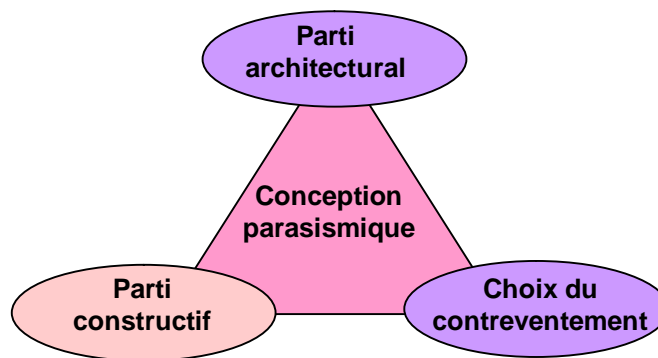 Parti
architectural
Conception
parasismique
Parti
constructif
Choix du
contreventement